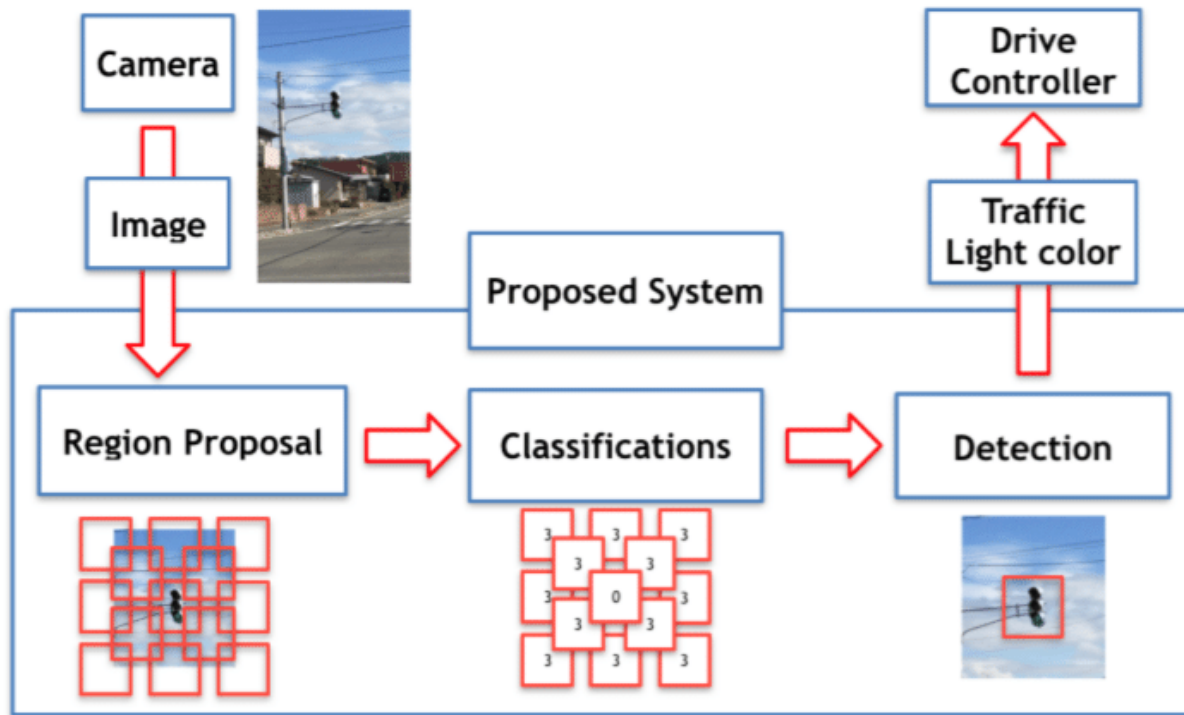 Camera
Drive
Controller
Image
Traffic
Light color
Proposed System
Region Proposal
Classifications
Detection
3 3 3
3 3
3 0 3
3 3
3 3 3